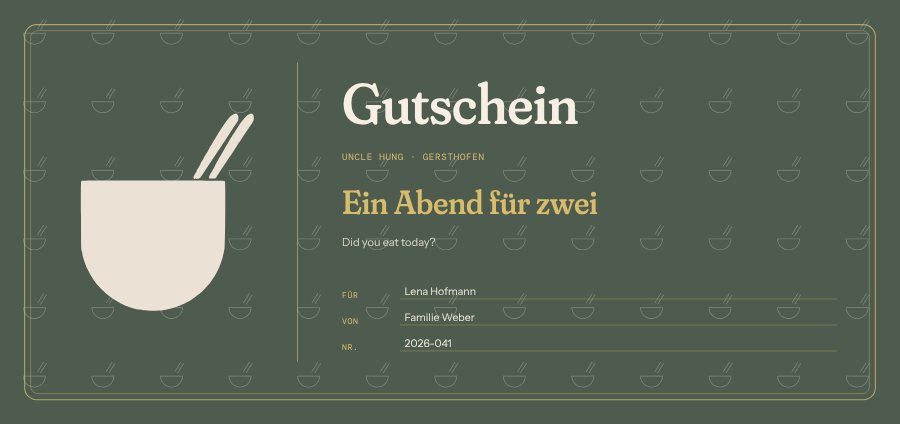 Gutschein
UNCLE HUNG · GERSTHOFEN
Ein Abend für zwei
Did you eat today?
FÜR Lena Hofmann
VON Familie Weber
NR. 2026-041